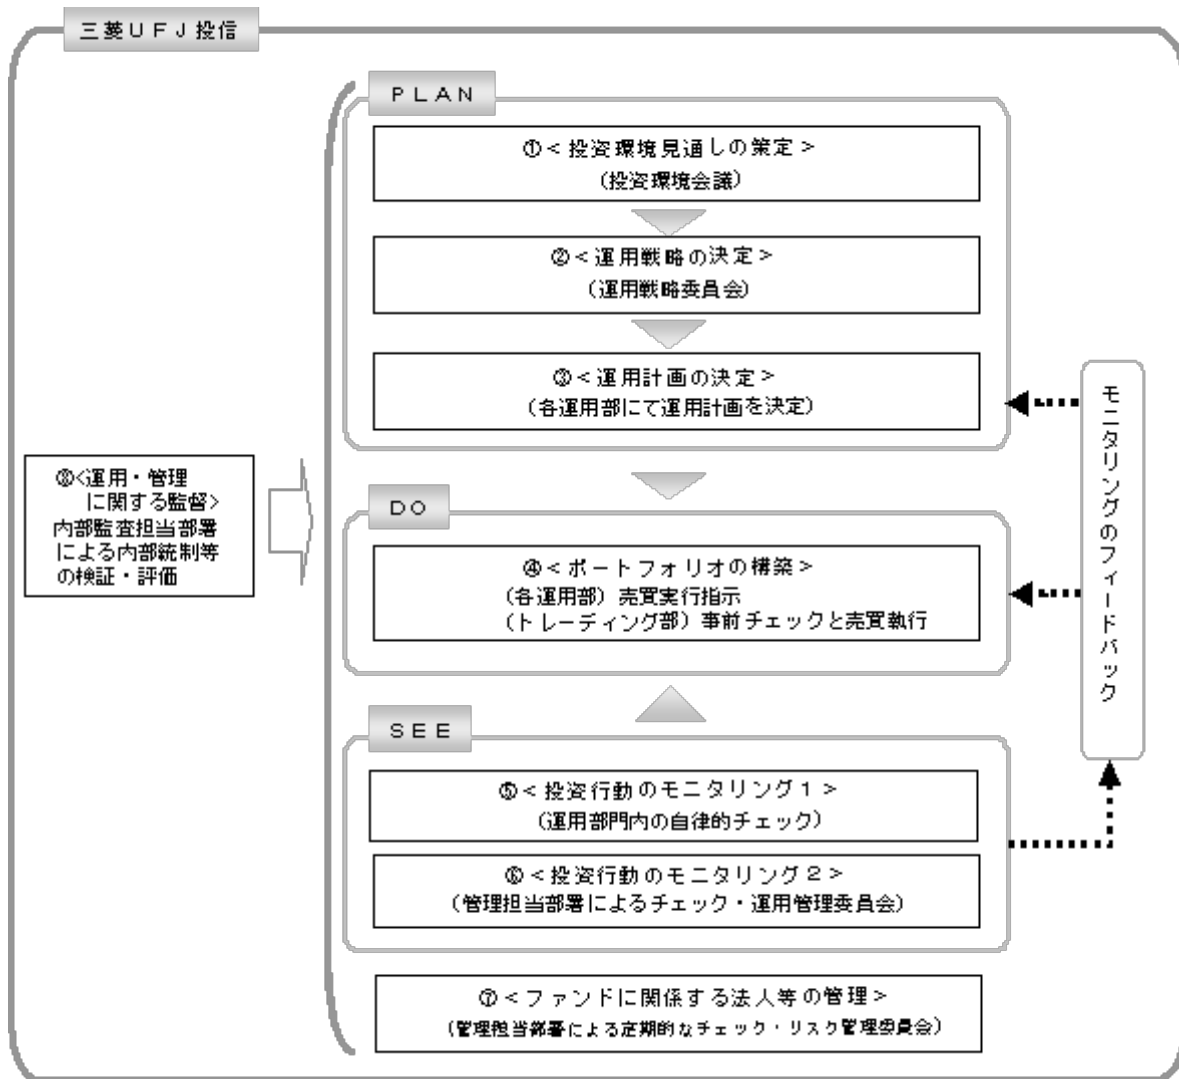 三菱UFJ投信
PLAN
①<投資環境見通しの策定>
(投資環境会議)
②<運用戦略の決定>
(運用戦略委員会)
③<運用計画の決定>
(各運用部にて運用計画を決定)
⑧<運用・管理
に関する監督>
内部監査担当部署
による内部統制等
の検証・評価
DO
④<ポートフォリオの構築>
(各運用部)売買実行指示
(トレーディング部)事前チェックと売買執行
モニタリングのフィードバック
SEE
⑤<投資行動のモニタリング1>
(運用部門内の自律的チェック)
⑥<投資行動のモニタリング2>
(管理担当部署によるチェック・運用管理委員会)
⑦<ファンドに関係する法人等の管理>
(管理担当部署による定期的なチェック・リスク管理委員会)